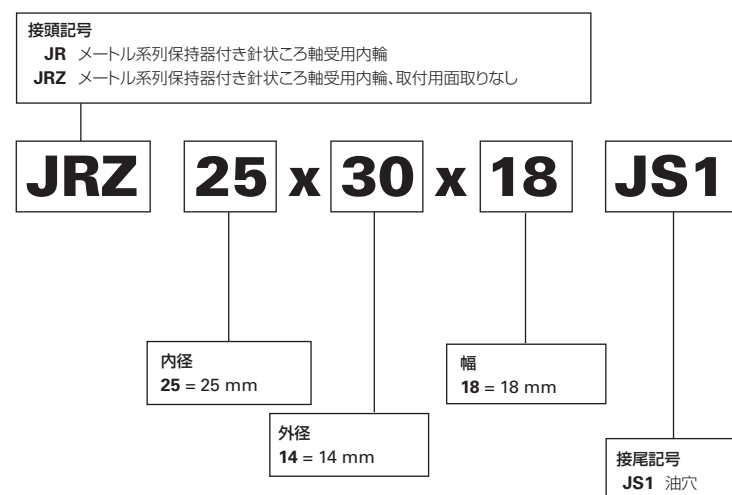 接頭記号
JR メートル系列保持器付き針状ころ軸受用内輪
JRZ メートル系列保持器付き針状ころ軸受用内輪、取付用面取りなし
JRZ 25 x 30 x 18 JS1
内径
25 = 25 mm
幅
18 = 18 mm
外径
14 = 14 mm
接尾記号
JS1 油穴